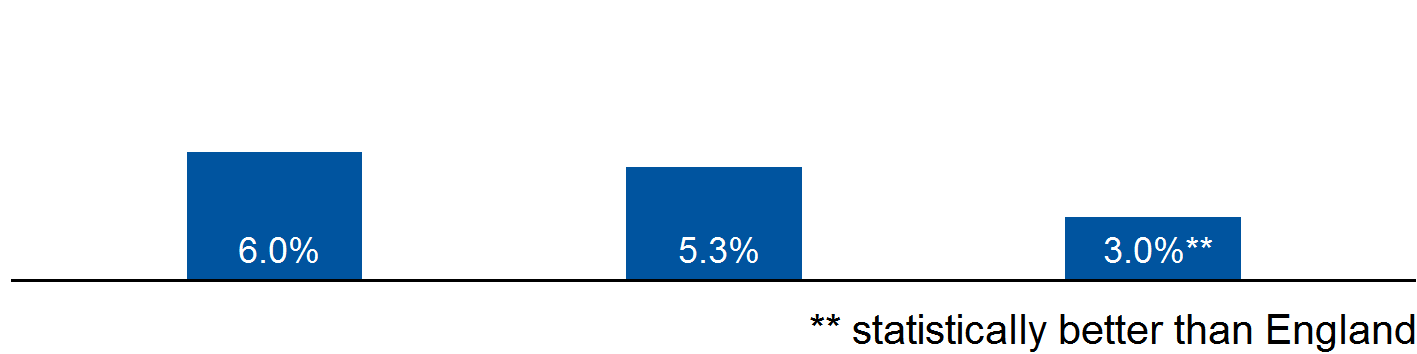 6.0% 5.3% 3.0%**
** statistically better than England